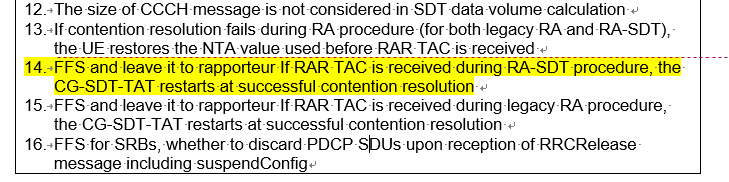 12. The size of CCCH message is not considered in SDT data volume calculation
13. If contention resolution fails during RA procedure (for both legacy RA and RA-SDT),
the UE restores the NTA value used before RAR TAC is received
14. FFS and leave it to rapporteur If RAR TAC is received during RA-SDT procedure, the
CG-SDT-TAT restarts at successful contention resolution
15. FFS and leave it to rapporteur If RAR TAC is received during legacy RA procedure,
the CG-SDT-TAT restarts at successful contention resolution
16. FFS for SRBs, whether to discard PDCP SDUs upon reception of RRCRelease
message including suspendConfig